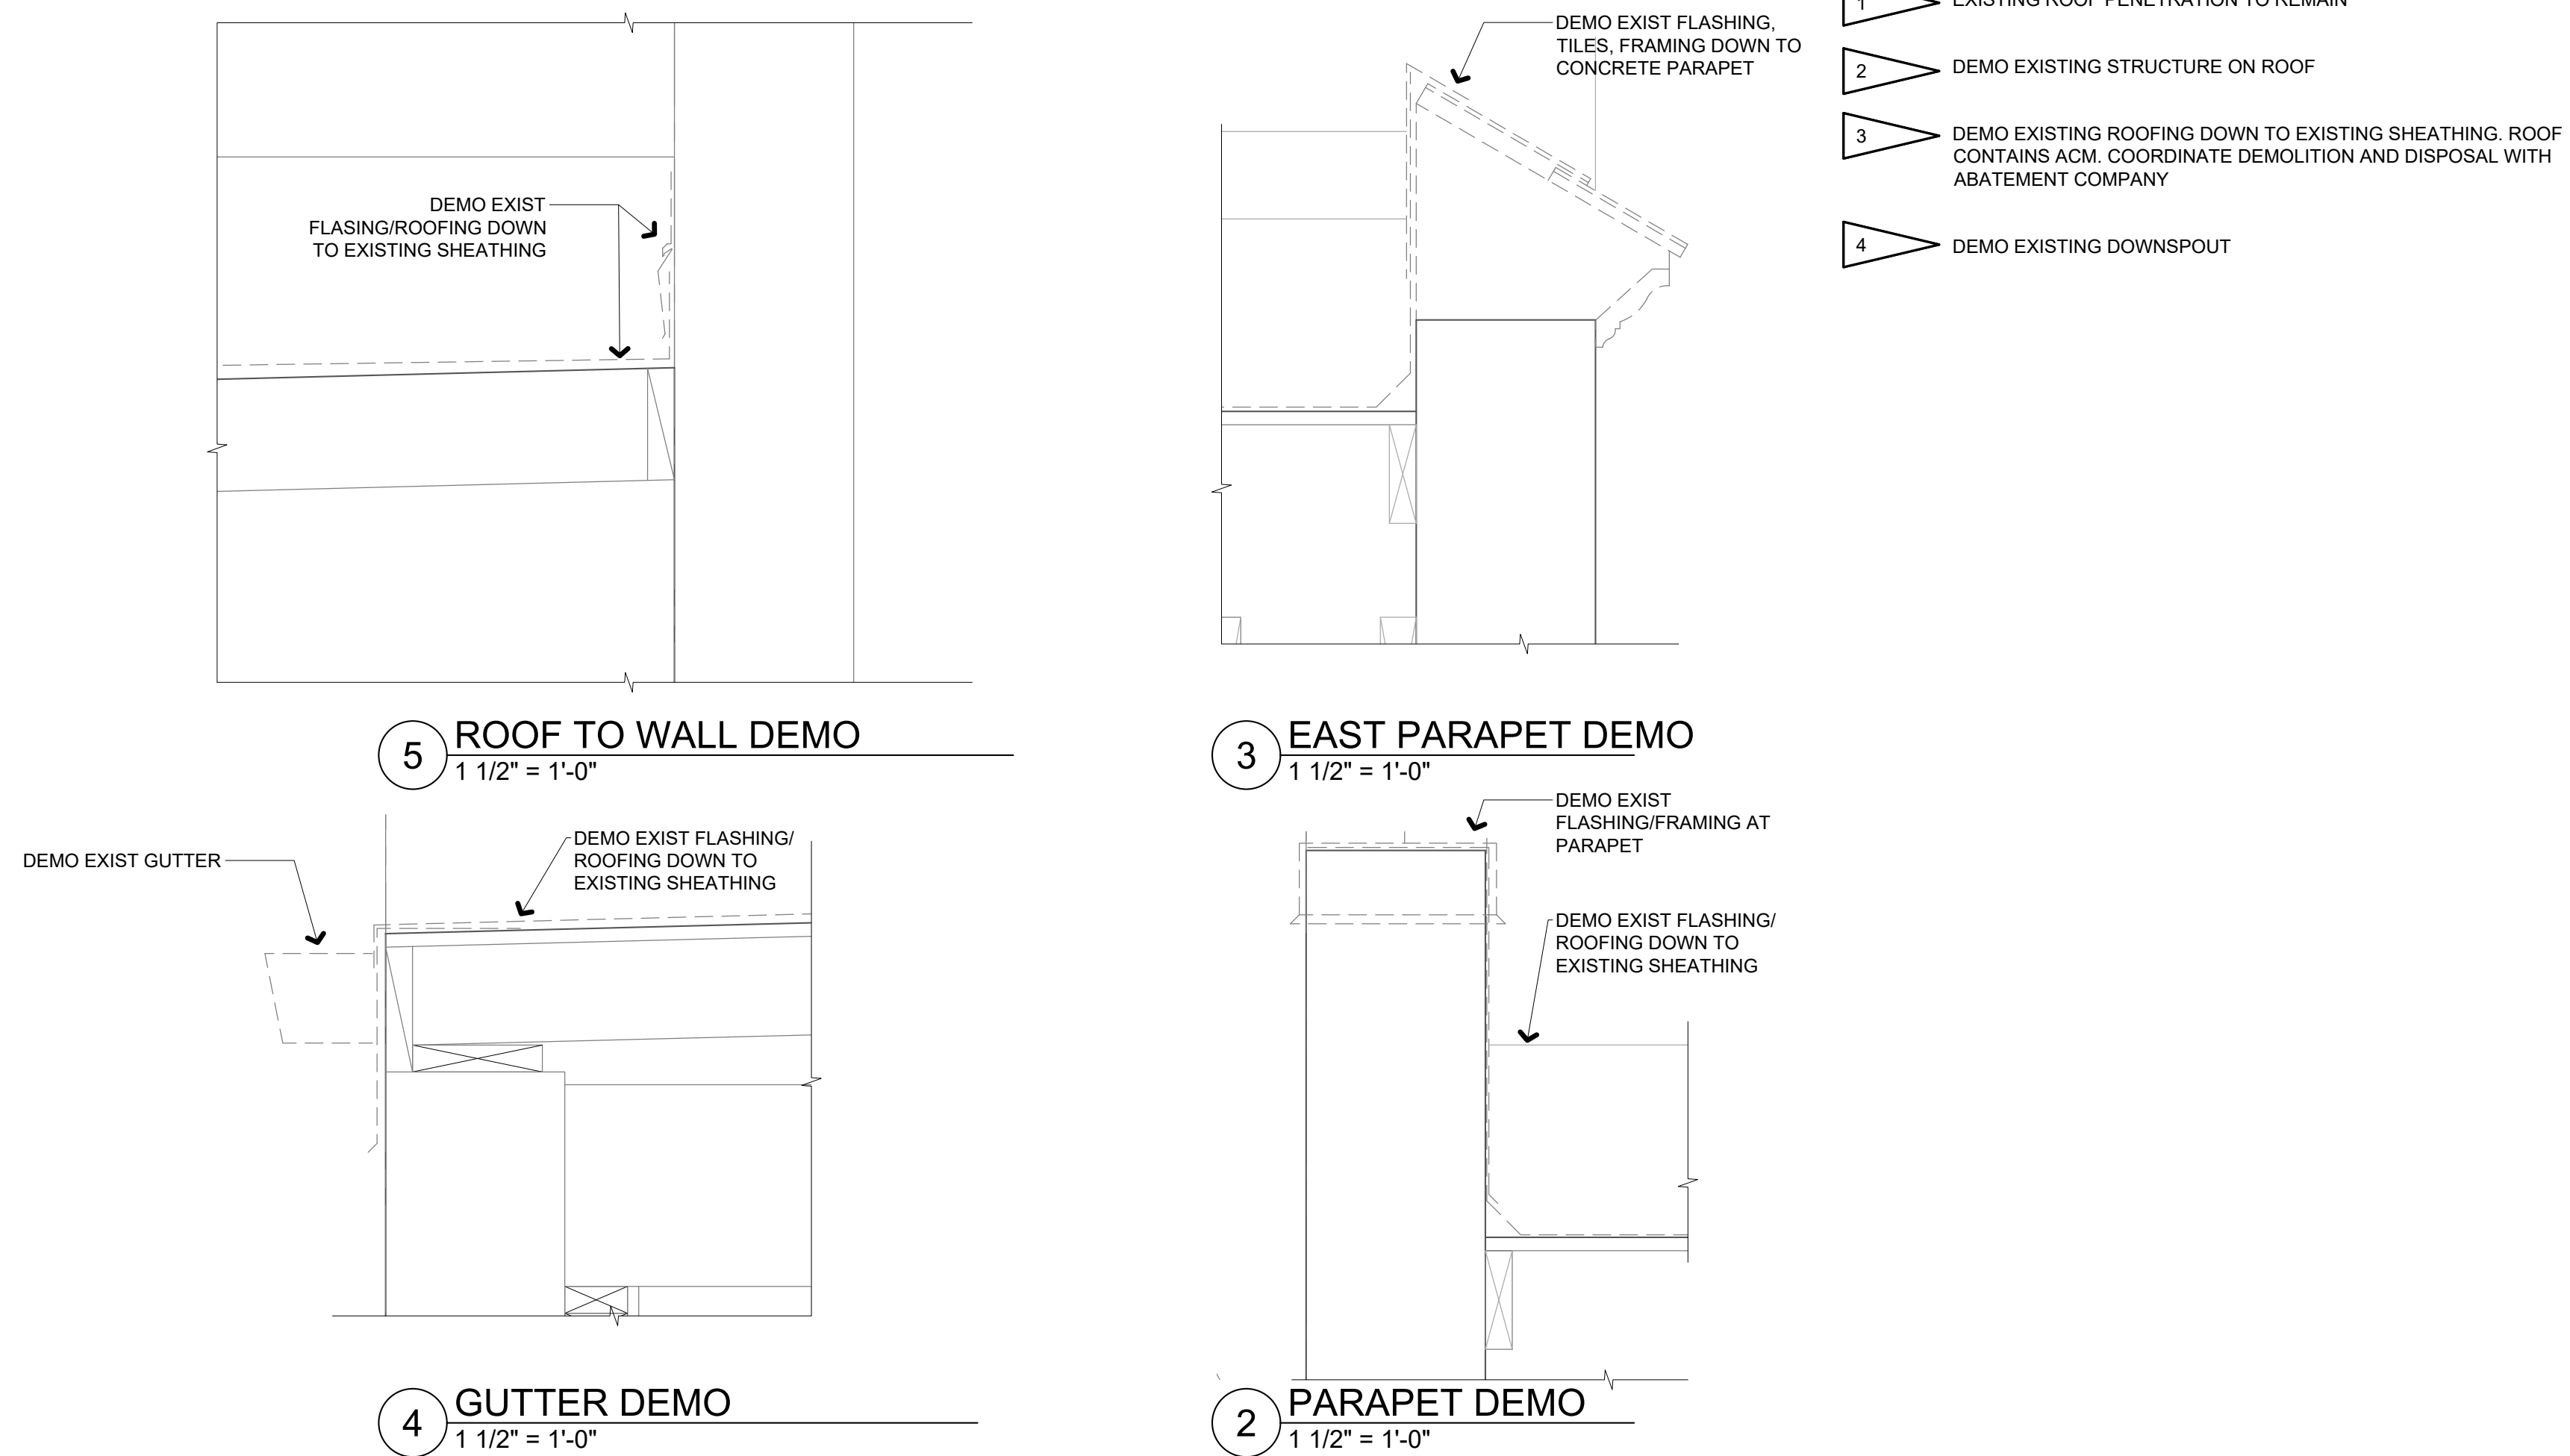 DEMO EXIST
FLASING/ROOFING DOWN
TO EXISTING SHEATHING
5
ROOF TO WALL DEMO
1 1/2" = 1'-0"
DEMO EXIST FLASHING,
TILES, FRAMING DOWN TO
CONCRETE PARAPET
3
EAST PARAPET DEMO
1 1/2" = 1'-0"
1
EXISTING ROOF PENETRATION TO REMAIN
2
DEMO EXISTING STRUCTURE ON ROOF
3
DEMO EXISTING ROOFING DOWN TO EXISTING SHEATHING. ROOF
CONTAINS ACM. COORDINATE DEMOLITION AND DISPOSAL WITH
ABATEMENT COMPANY
4
DEMO EXISTING DOWNSPOUT
DEMO EXIST GUTTER
DEMO EXIST FLASHING/
ROOFING DOWN TO
EXISTING SHEATHING
4
GUTTER DEMO
1 1/2" = 1'-0"
DEMO EXIST
FLASHING/FRAMING AT
PARAPET
DEMO EXIST FLASHING/
ROOFING DOWN TO
EXISTING SHEATHING
2
PARAPET DEMO
1 1/2" = 1'-0"